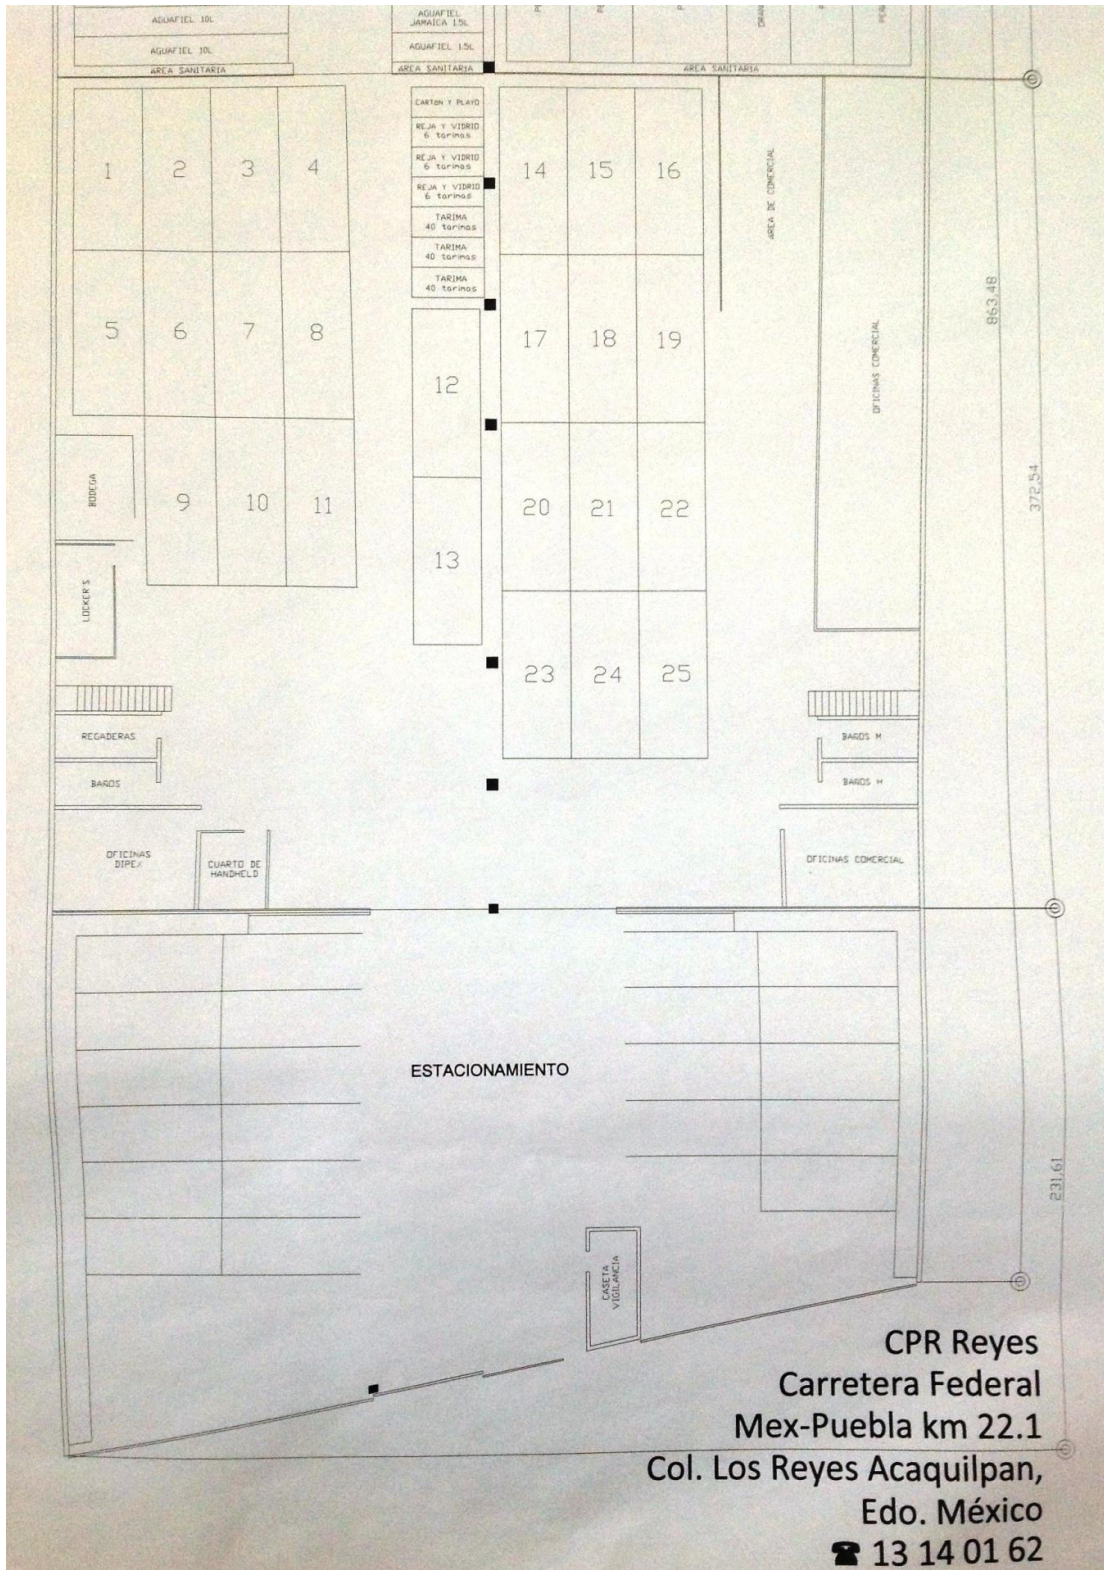 AGUAFIEL 10L
AGUAFIEL 10L
AREA SANITARIA
AGUAFIEL
JAMAICA 1.5L
AGUAFIEL 1.5L
AREA SANITARIA
AREA SANITARIA
CARTON Y PLAYO
REJA Y VIDRIO
6 tarimas
REJA Y VIDRIO
6 tarimas
REJA Y VIDRIO
6 tarimas
TARIMA
40 tarimas
TARIMA
40 tarimas
TARIMA
40 tarimas
1
2
3
4
5
6
7
8
9
10
11
12
13
14
15
16
17
18
19
20
21
22
23
24
25
AREA DE COMERCIAL
OFICINAS COMERCIAL
863,48
372,54
231,61
BODEGA
LOCKER'S
REGADERAS
BAÑOS
OFICINAS
DIPEX
CUARTO DE
HANDHELD
BAÑOS M
BAÑOS H
OFICINAS COMERCIAL
ESTACIONAMIENTO
CASETA
VIGILANCIA
CPR Reyes
Carretera Federal
Mex-Puebla km 22.1
Col. Los Reyes Acaquilpan,
Edo. México
☎ 13 14 01 62